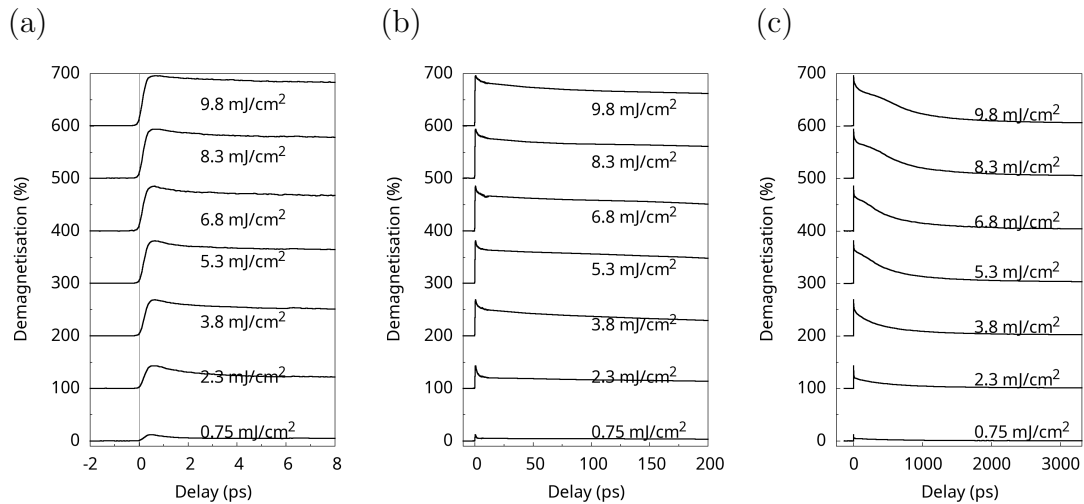 (a)
700
600
500
400
300
200
100
0
Demagnetisation (%)
9.8 mJ/cm²
8.3 mJ/cm²
6.8 mJ/cm²
5.3 mJ/cm²
3.8 mJ/cm²
2.3 mJ/cm²
0.75 mJ/cm²
-2 0 2 4 6 8
Delay (ps)
(b)
700
600
500
400
300
200
100
0
Demagnetisation (%)
9.8 mJ/cm²
8.3 mJ/cm²
6.8 mJ/cm²
5.3 mJ/cm²
3.8 mJ/cm²
2.3 mJ/cm²
0.75 mJ/cm²
0 50 100 150 200
Delay (ps)
(c)
700
600
500
400
300
200
100
0
Demagnetisation (%)
9.8 mJ/cm²
8.3 mJ/cm²
6.8 mJ/cm²
5.3 mJ/cm²
3.8 mJ/cm²
2.3 mJ/cm²
0.75 mJ/cm²
0 1000 2000 3000
Delay (ps)